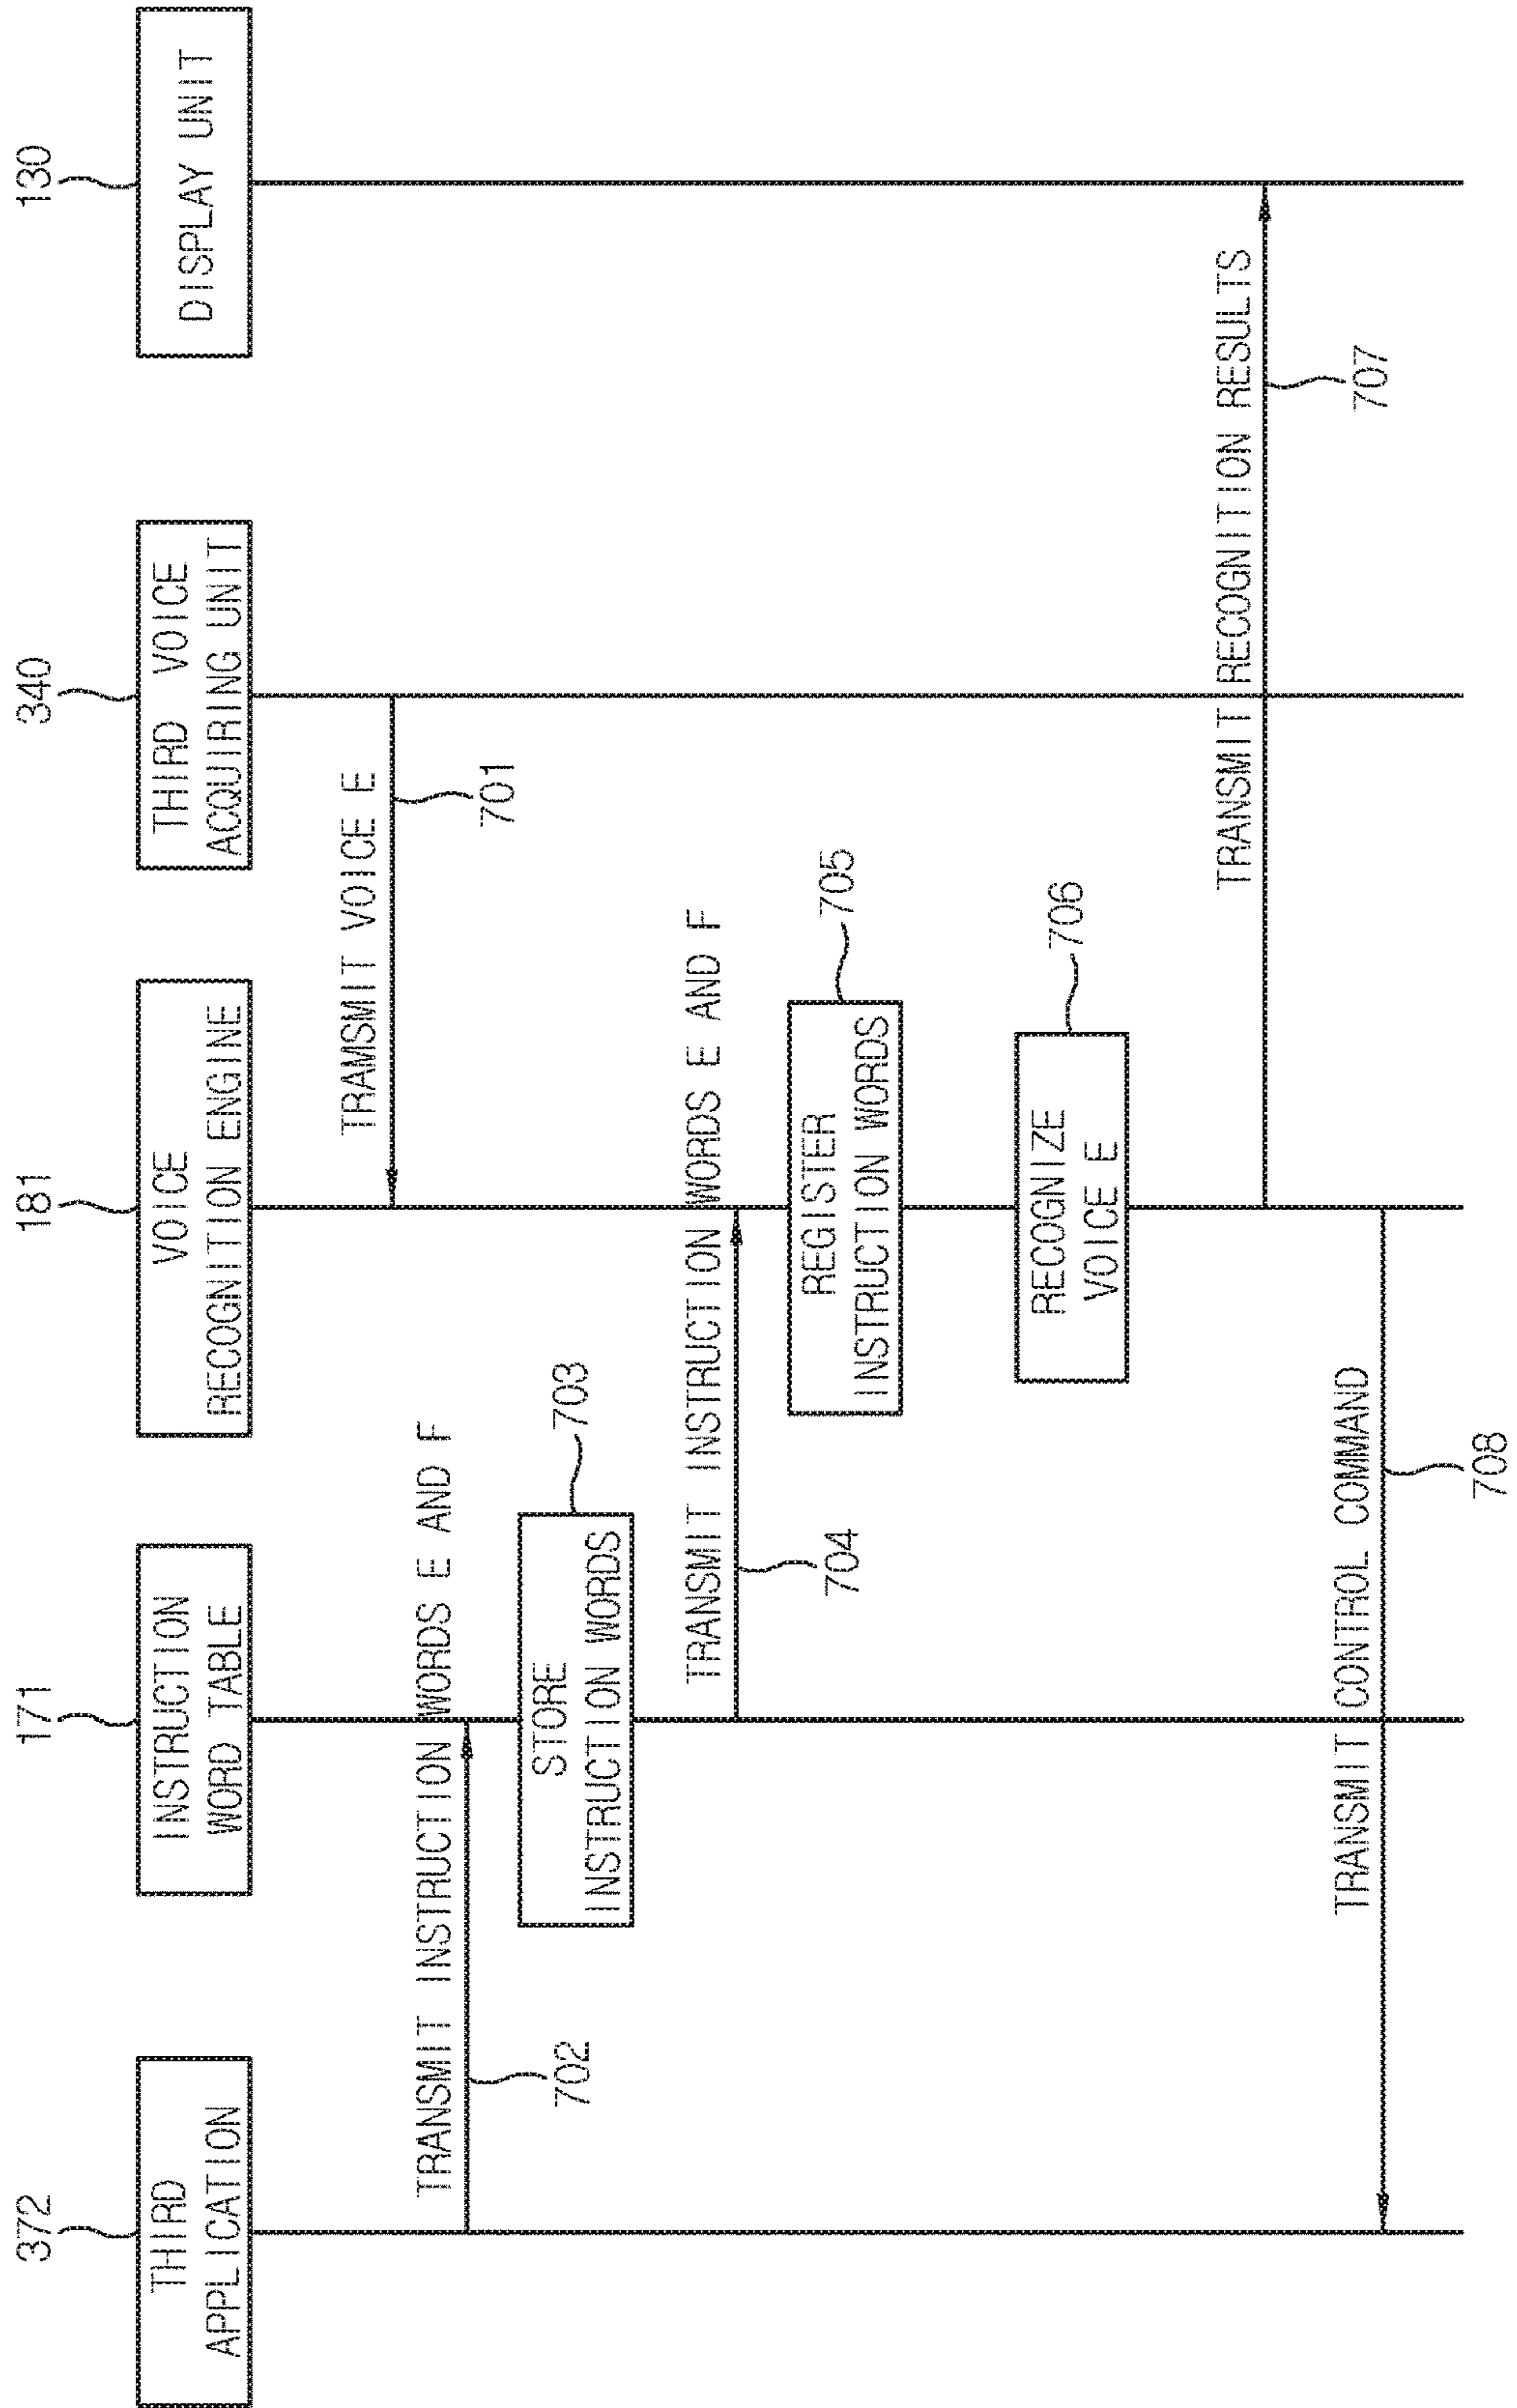 372
171
181
340
130
THIRD
APPLICATION
INSTRUCTION
WORD TABLE
VOICE
RECOGNITION ENGINE
THIRD VOICE
ACQUIRING UNIT
DISPLAY UNIT
TRAMSMIT VOICE E
701
TRANSMIT INSTRUCTION WORDS E AND F
702
STORE
INSTRUCTION WORDS
703
TRANSMIT INSTRUCTION WORDS E AND F
704
REGISTER
INSTRUCTION WORDS
705
RECOGNIZE
VOICE E
706
TRANSMIT RECOGNITION RESULTS
707
TRANSMIT CONTROL COMMAND
708